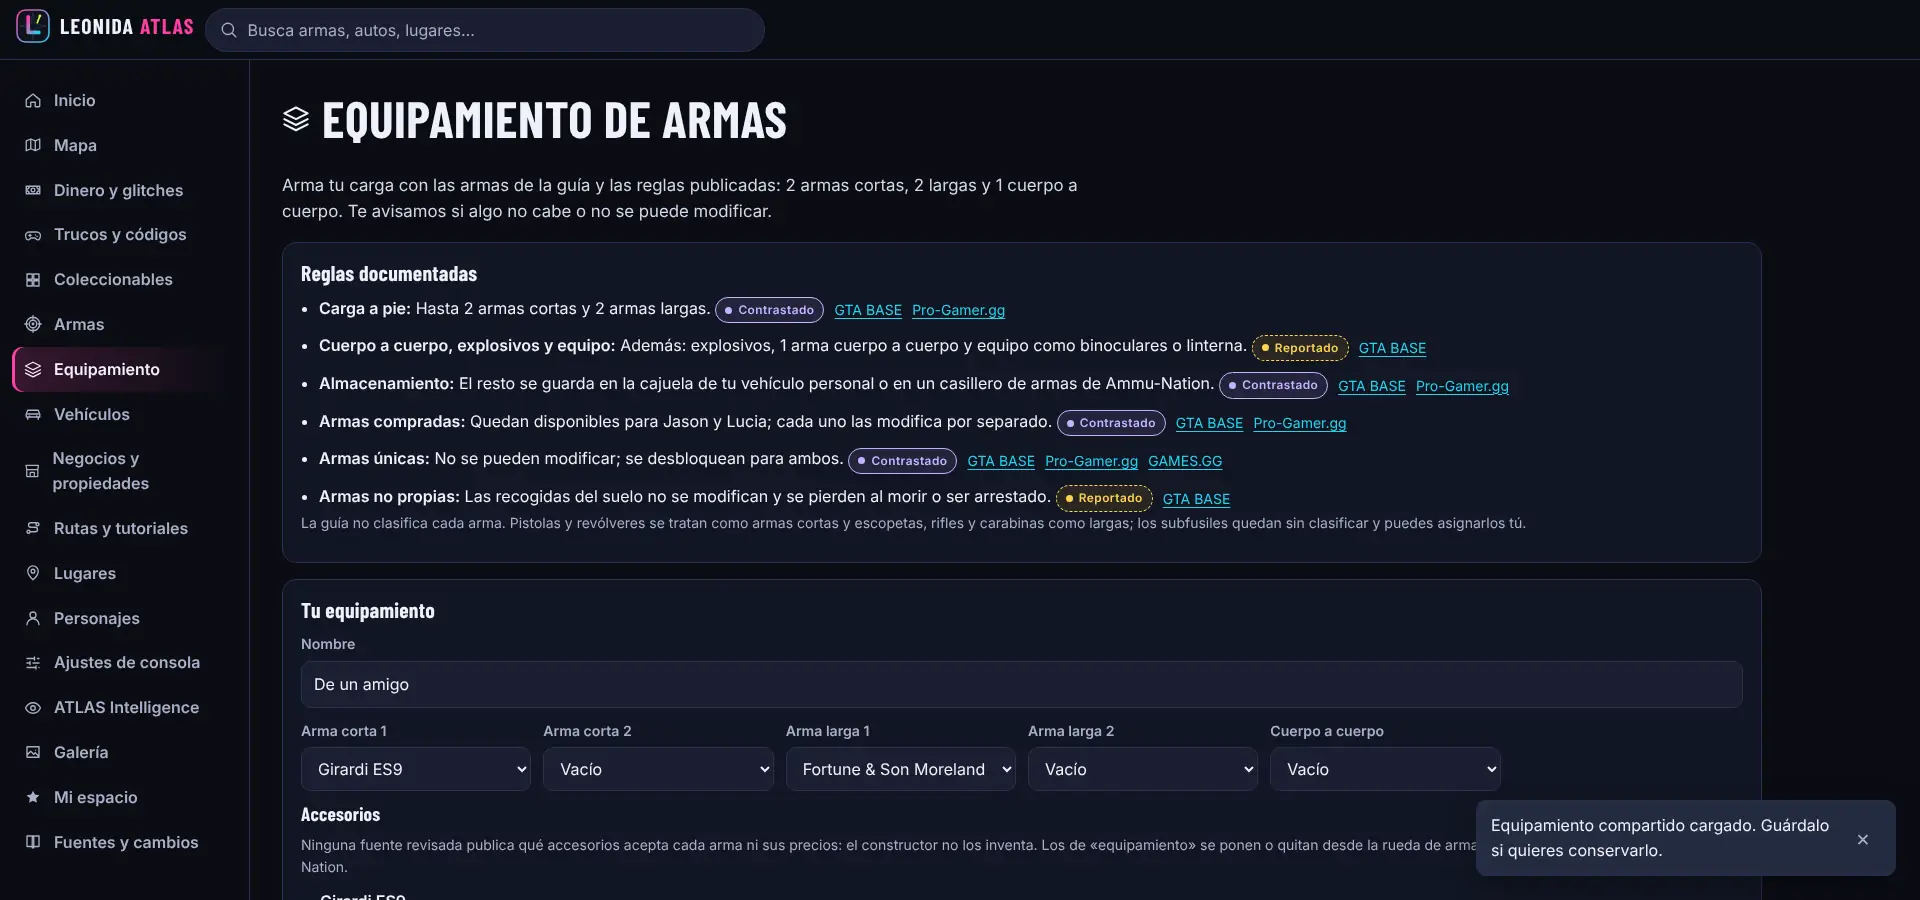 LEONIDA ATLAS
Busca armas, autos, lugares...
Inicio
Mapa
Dinero y glitches
Trucos y códigos
Coleccionables
Armas
Equipamiento
Vehículos
Negocios y
propiedades
Rutas y tutoriales
Lugares
Personajes
Ajustes de consola
ATLAS Intelligence
Galería
Mi espacio
Fuentes y cambios
EQUIPAMIENTO DE ARMAS
Arma tu carga con las armas de la guía y las reglas publicadas: 2 armas cortas, 2 largas y 1 cuerpo a
cuerpo. Te avisamos si algo no cabe o no se puede modificar.
Reglas documentadas
• Carga a pie: Hasta 2 armas cortas y 2 armas largas. Contrastado GTA BASE Pro-Gamer.gg
• Cuerpo a cuerpo, explosivos y equipo: Además: explosivos, 1 arma cuerpo a cuerpo y equipo como binoculares o linterna. Reportado GTA BASE
• Almacenamiento: El resto se guarda en la cajuela de tu vehículo personal o en un casillero de armas de Ammu-Nation. Contrastado GTA BASE Pro-Gamer.gg
• Armas compradas: Quedan disponibles para Jason y Lucia; cada uno las modifica por separado. Contrastado GTA BASE Pro-Gamer.gg
• Armas únicas: No se pueden modificar; se desbloquean para ambos. Contrastado GTA BASE Pro-Gamer.gg GAMES.GG
• Armas no propias: Las recogidas del suelo no se modifican y se pierden al morir o ser arrestado. Reportado GTA BASE
La guía no clasifica cada arma. Pistolas y revólveres se tratan como armas cortas y escopetas, rifles y carabinas como largas; los subfusiles quedan sin clasificar y puedes asignarlos tú.
Tu equipamiento
Nombre
De un amigo
Arma corta 1 Arma corta 2 Arma larga 1 Arma larga 2 Cuerpo a cuerpo
Girardi ES9 Vacío Fortune & Son Moreland Vacío Vacío
Accesorios
Ninguna fuente revisada publica qué accesorios acepta cada arma ni sus precios: el constructor no los inventa. Los de «equipamiento» se ponen o quitan desde la rueda de arma
Nation.
Girardi ES9
Equipamiento compartido cargado. Guárdalo
si quieres conservarlo.